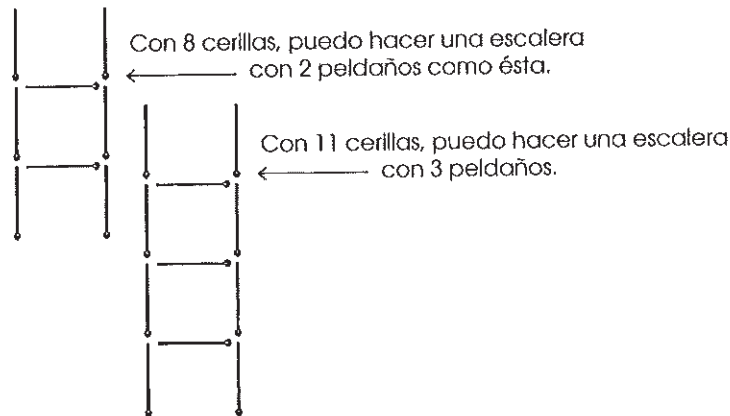 Con 8 cerillas, puedo hacer una escalera
con 2 peldaños como ésta.
Con 11 cerillas, puedo hacer una escalera
con 3 peldaños.